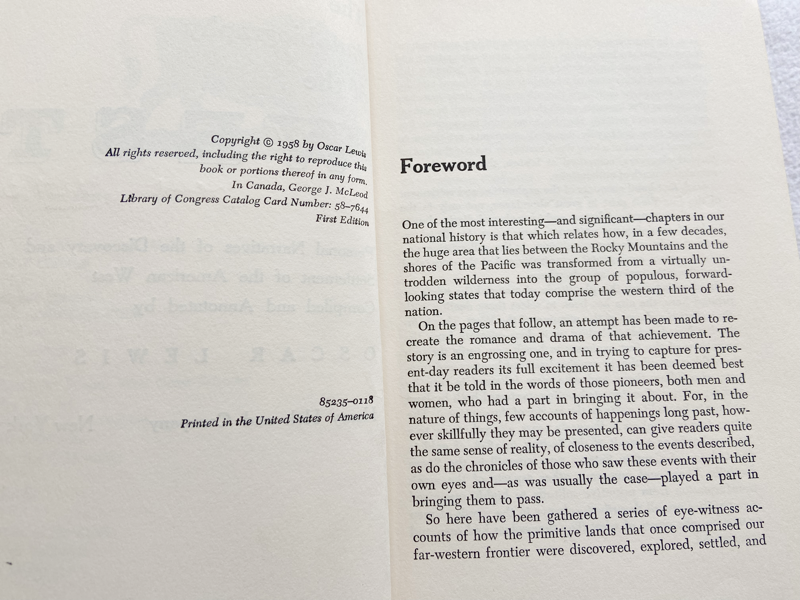 Copyright © 1958 by Oscar Lewis
All rights reserved, including the right to reproduce this
book or portions thereof in any form.
In Canada, George J. McLeod
Library of Congress Catalog Card Number: 58–7644
First Edition
85235–0118
Printed in the United States of America
Foreword
One of the most interesting—and significant—chapters in our
national history is that which relates how, in a few decades,
the huge area that lies between the Rocky Mountains and the
shores of the Pacific was transformed from a virtually un-
trodden wilderness into the group of populous, forward-
looking states that today comprise the western third of the
nation.
On the pages that follow, an attempt has been made to re-
create the romance and drama of that achievement. The
story is an engrossing one, and in trying to capture for pres-
ent-day readers its full excitement it has been deemed best
that it be told in the words of those pioneers, both men and
women, who had a part in bringing it about. For, in the
nature of things, few accounts of happenings long past, how-
ever skillfully they may be presented, can give readers quite
the same sense of reality, of closeness to the events described,
as do the chronicles of those who saw these events with their
own eyes and—as was usually the case—played a part in
bringing them to pass.
So here have been gathered a series of eye-witness ac-
counts of how the primitive lands that once comprised our
far-western frontier were discovered, explored, settled, and